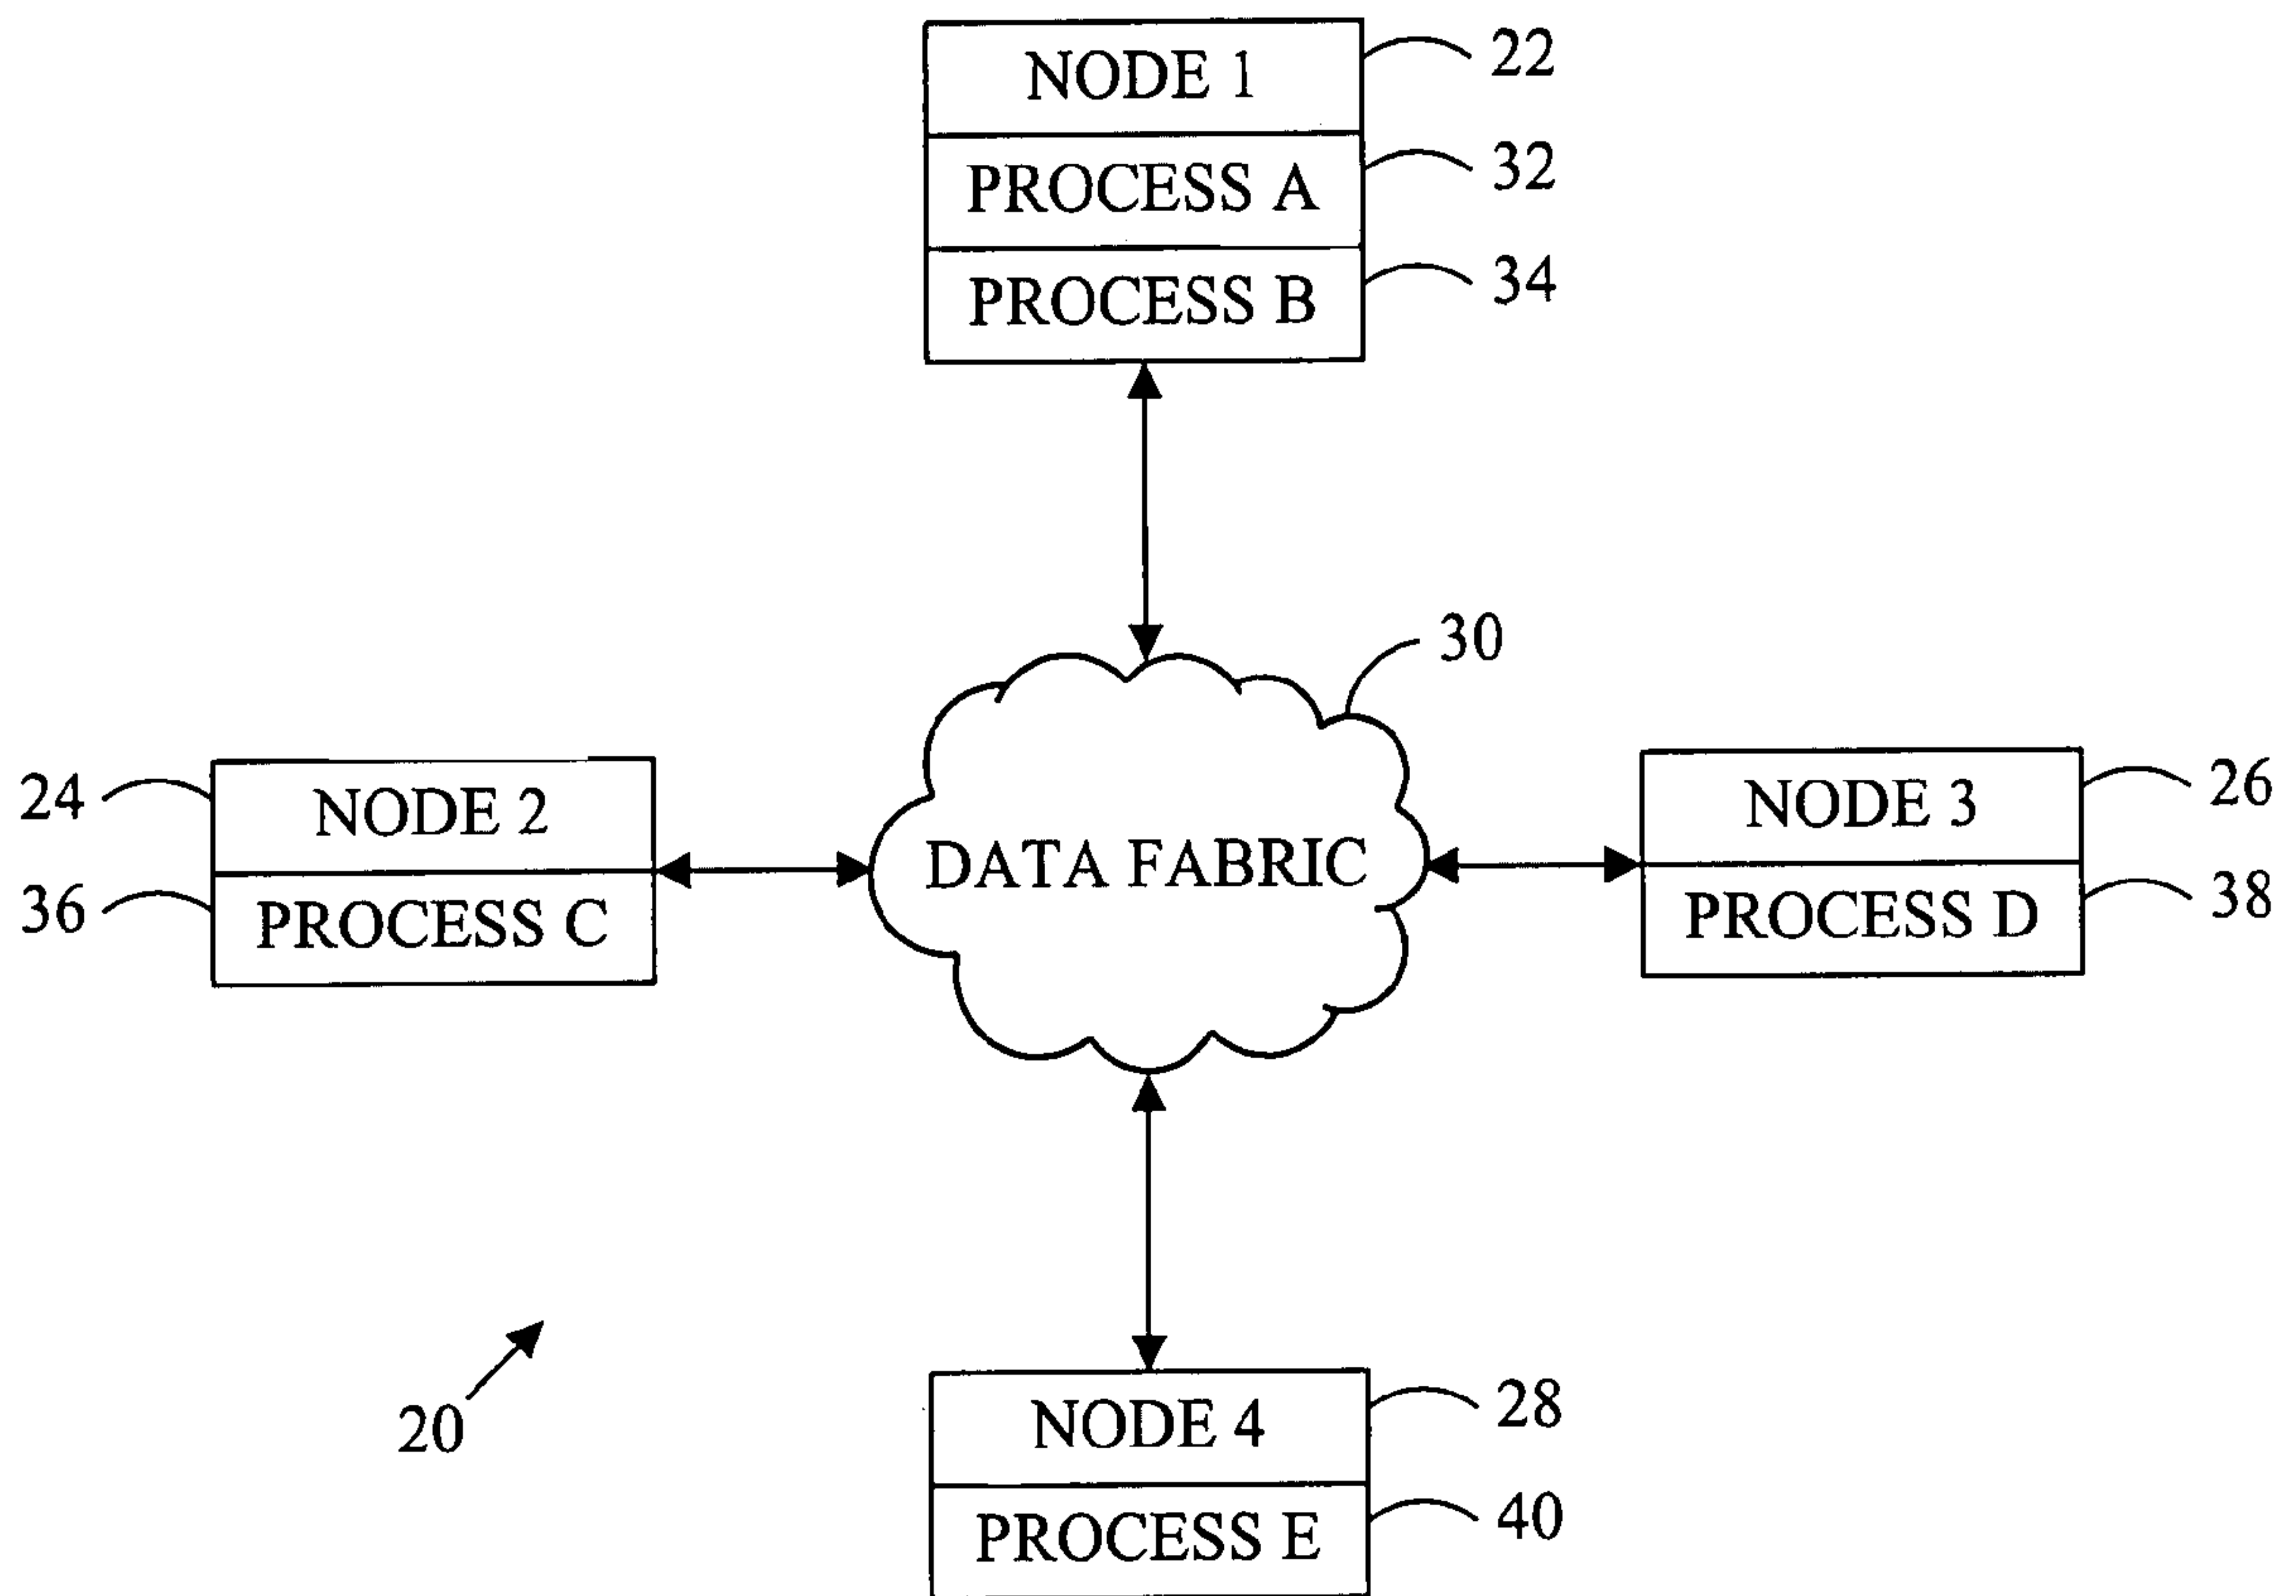 NODE 1
22
PROCESS A
32
PROCESS B
34
30
24
NODE 2
36
PROCESS C
DATA FABRIC
NODE 3
26
PROCESS D
38
20
NODE 4
28
PROCESS E
40